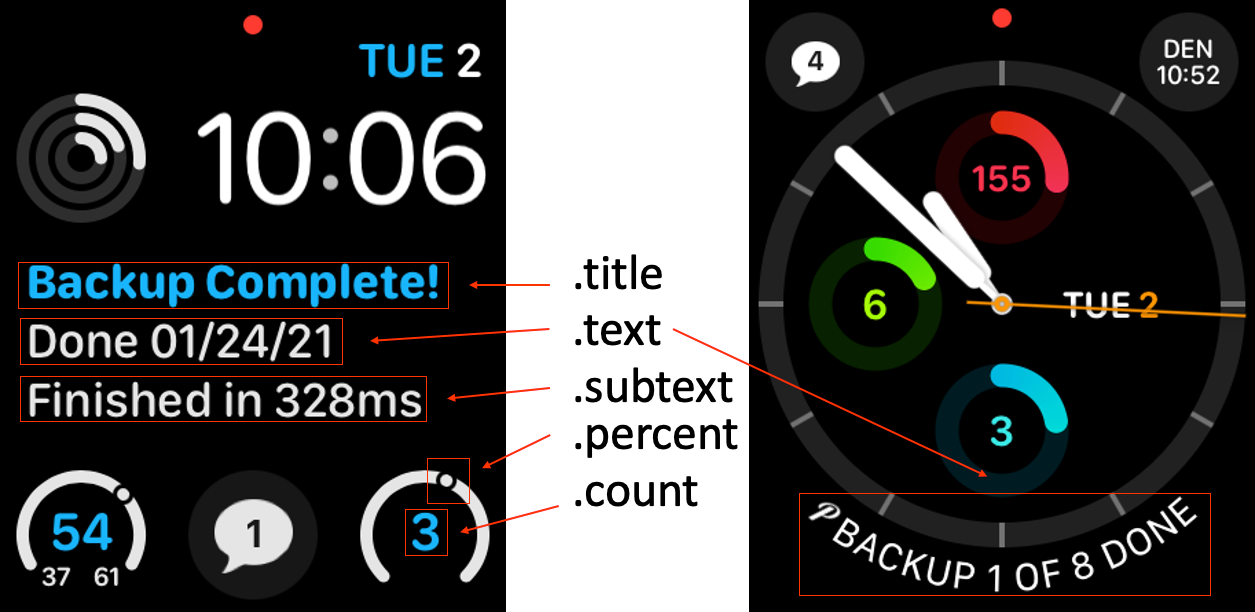 TUE 2
10:06
Backup Complete!
Done 01/24/21
Finished in 328ms
54
37 61
1
3
.title
.text
.subtext
.percent
.count
4
DEN
10:52
155
6
TUE 2
3
P BACKUP 1 OF 8 DONE